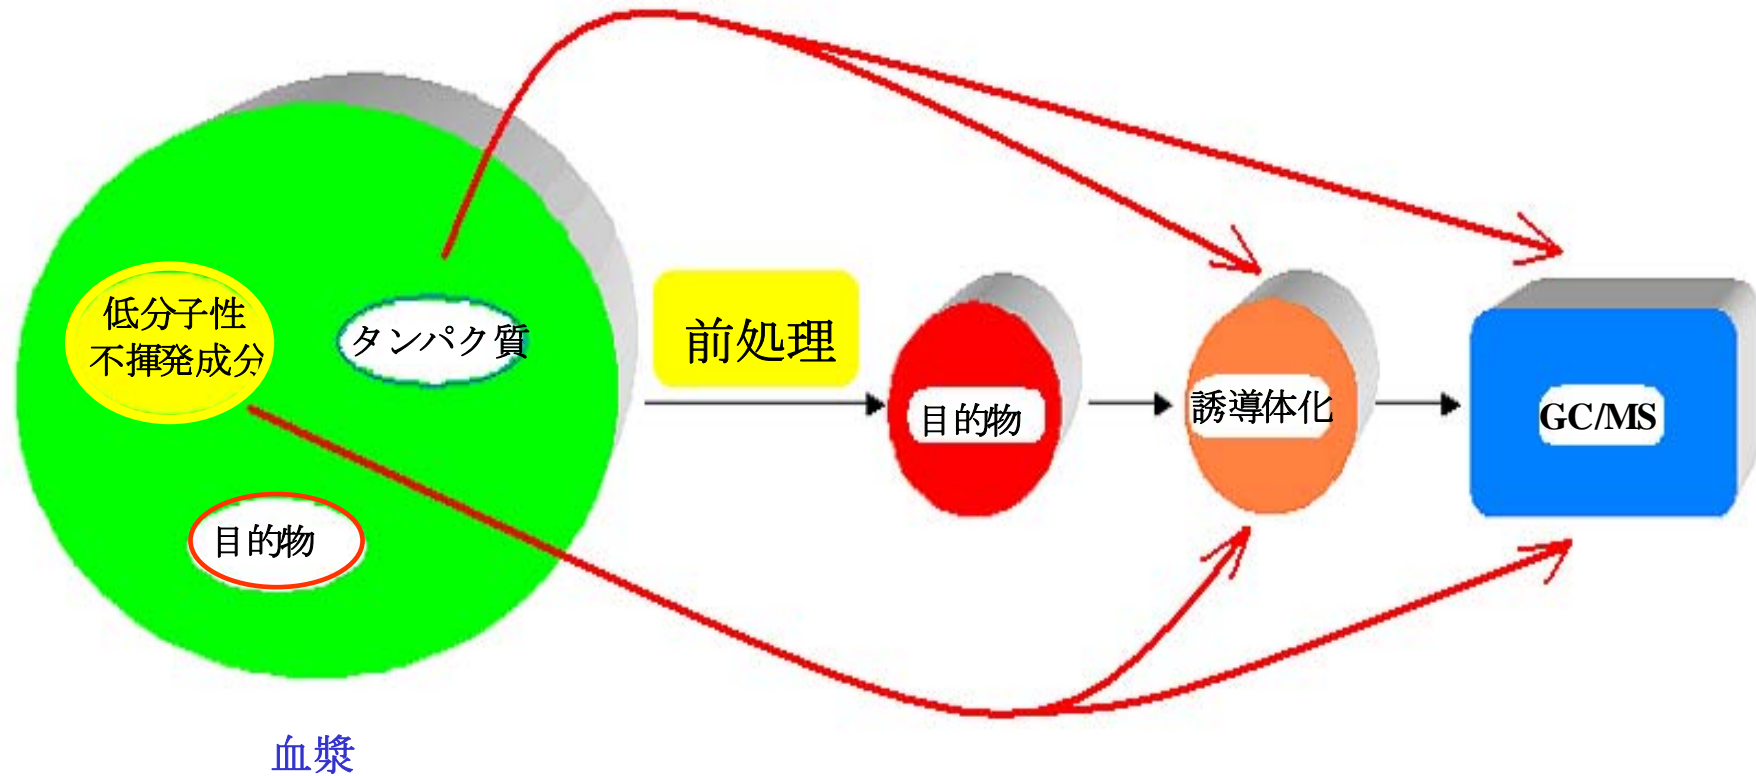 低分子性
不揮発成分
タンパク質
目的物
血漿
前処理
目的物
誘導体化
GC/MS